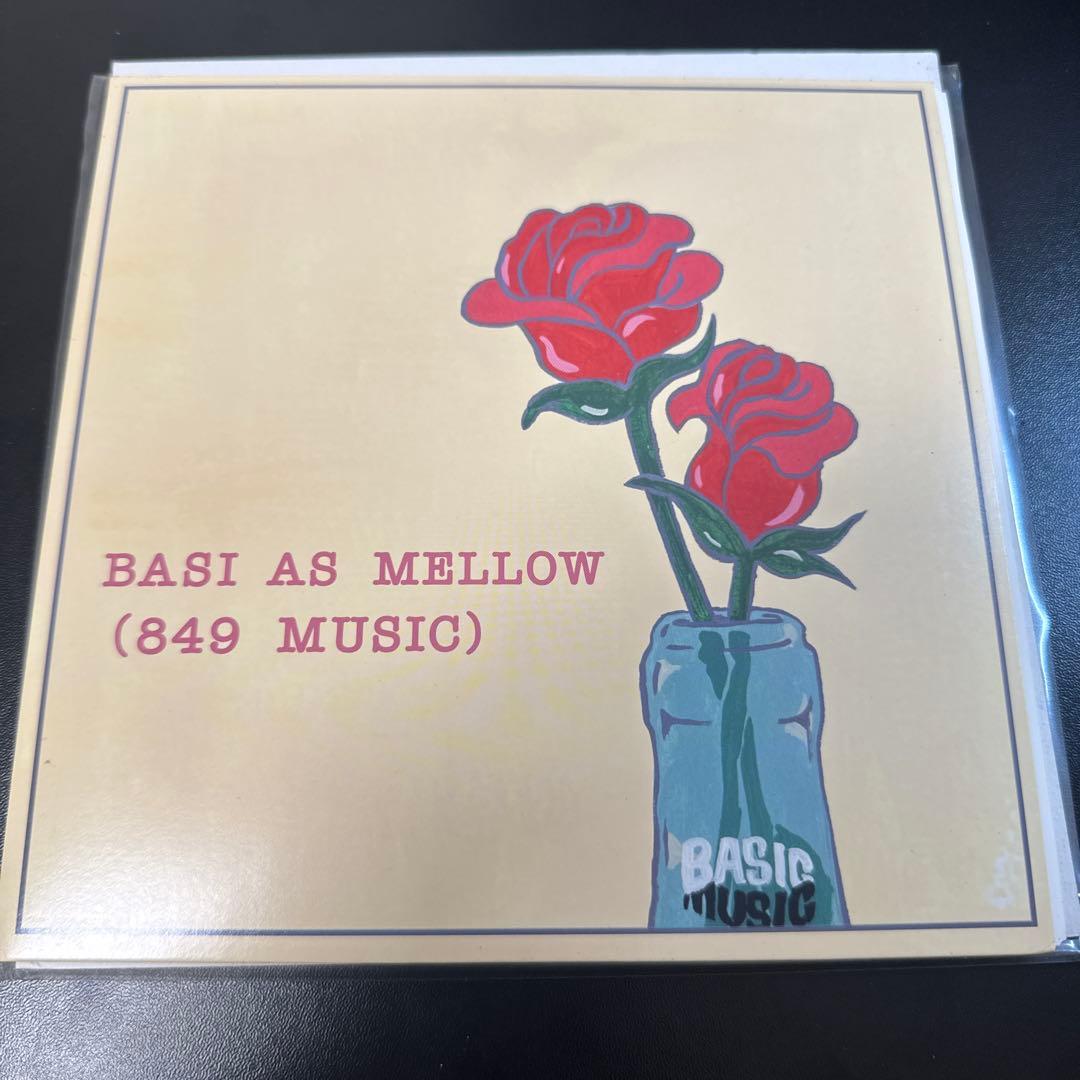 BASI AS MELLOW
(849 MUSIC)
BASIC
MUSIC